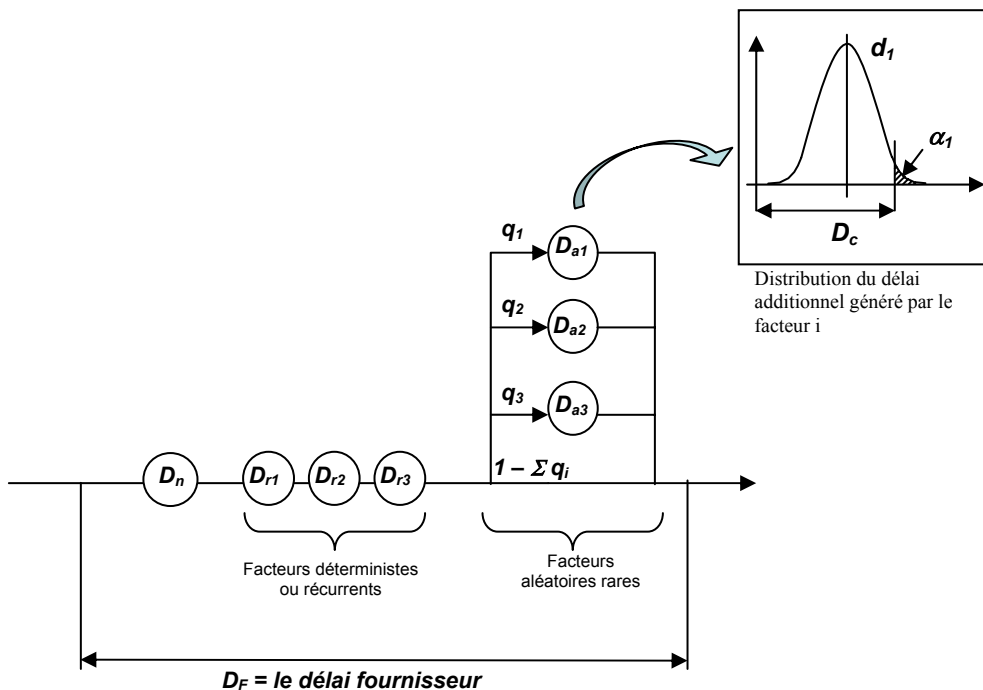 d₁
α₁
D_c
Distribution du délai
additionnel généré par le
facteur i
q₁
D_a1
q₂
D_a2
q₃
D_a3
1 – Σ q_i
D_n
D_r1
D_r2
D_r3
Facteurs déterministes
ou récurrents
Facteurs
aléatoires rares
D_F = le délai fournisseur